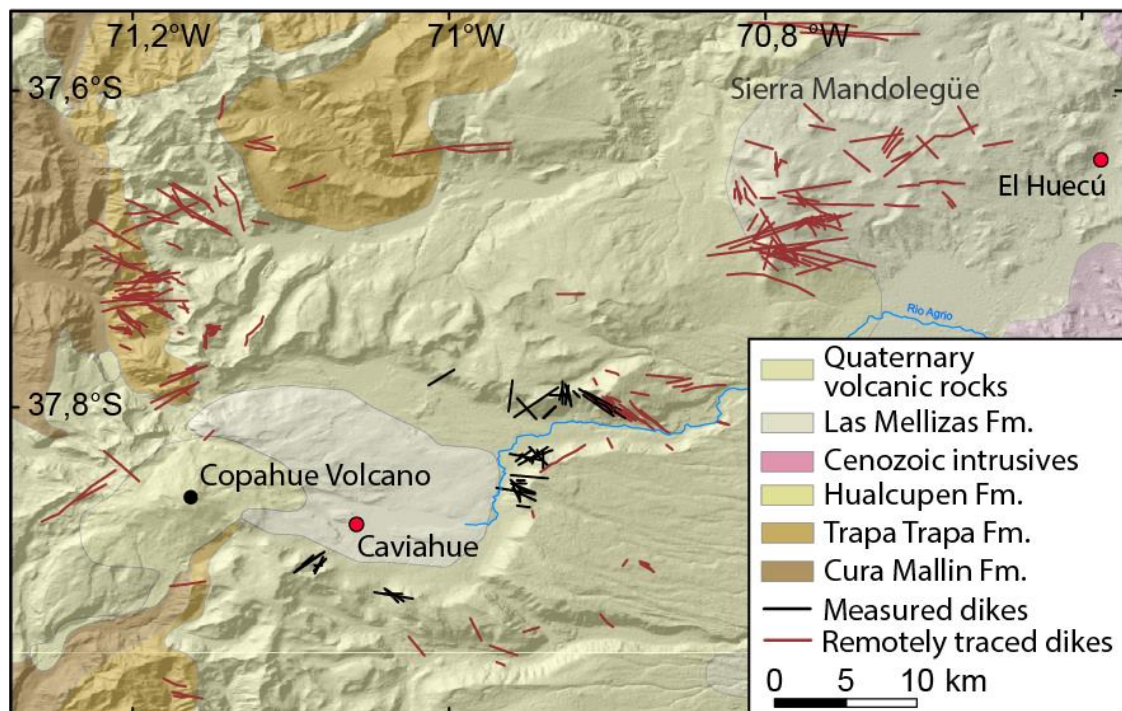 71,2°W
71°W
70,8 °W
37,6°S
Sierra Mandolegüe
El Huecú
Rio Agrio
37,8°S
Copahue Volcano
Caviahue
Quaternary
volcanic rocks
Las Mellizas Fm.
Cenozoic intrusives
Hualcupen Fm.
Trapa Trapa Fm.
Cura Mallin Fm.
Measured dikes
Remotely traced dikes
0 5 10 km